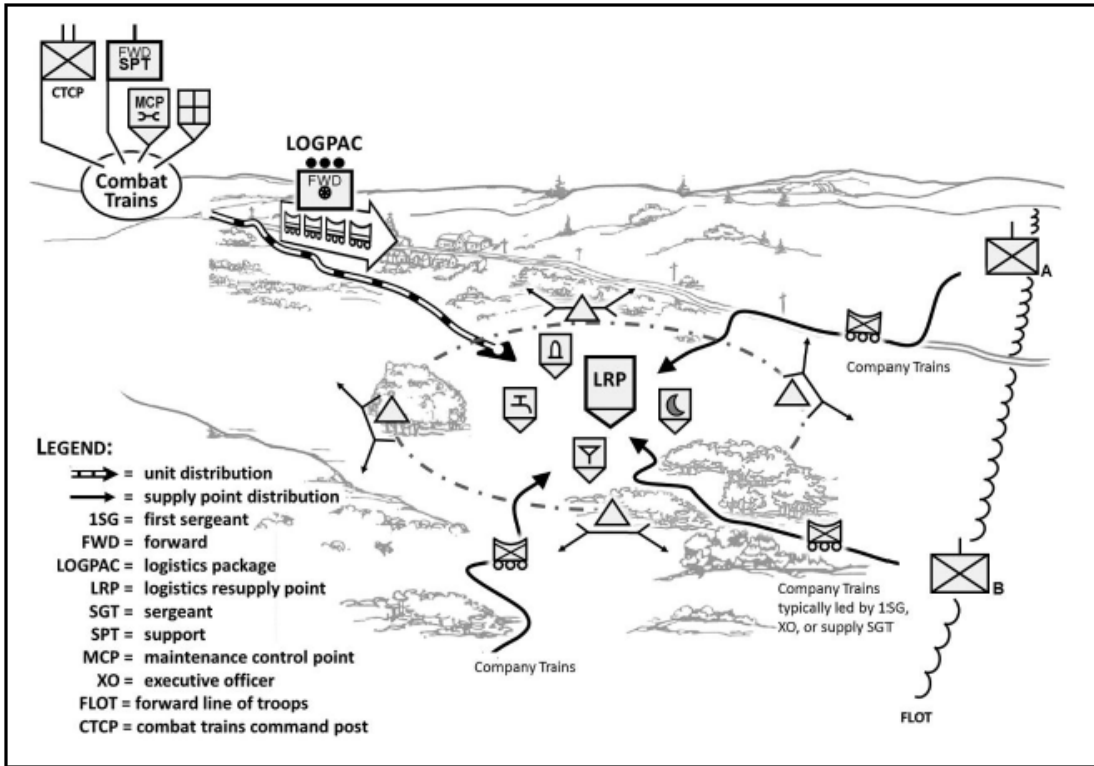 FWD
SPT
CTCP
MCP
LOGPAC
FWD
Combat
Trains
A
LRP
Company Trains
LEGEND:
= unit distribution
= supply point distribution
1SG = first sergeant
FWD = forward
LOGPAC = logistics package
LRP = logistics resupply point
SGT = sergeant
SPT = support
MCP = maintenance control point
XO = executive officer
FLOT = forward line of troops
CTCP = combat trains command post
Company Trains
B
Company Trains
typically led by 1SG,
XO, or supply SGT
FLOT